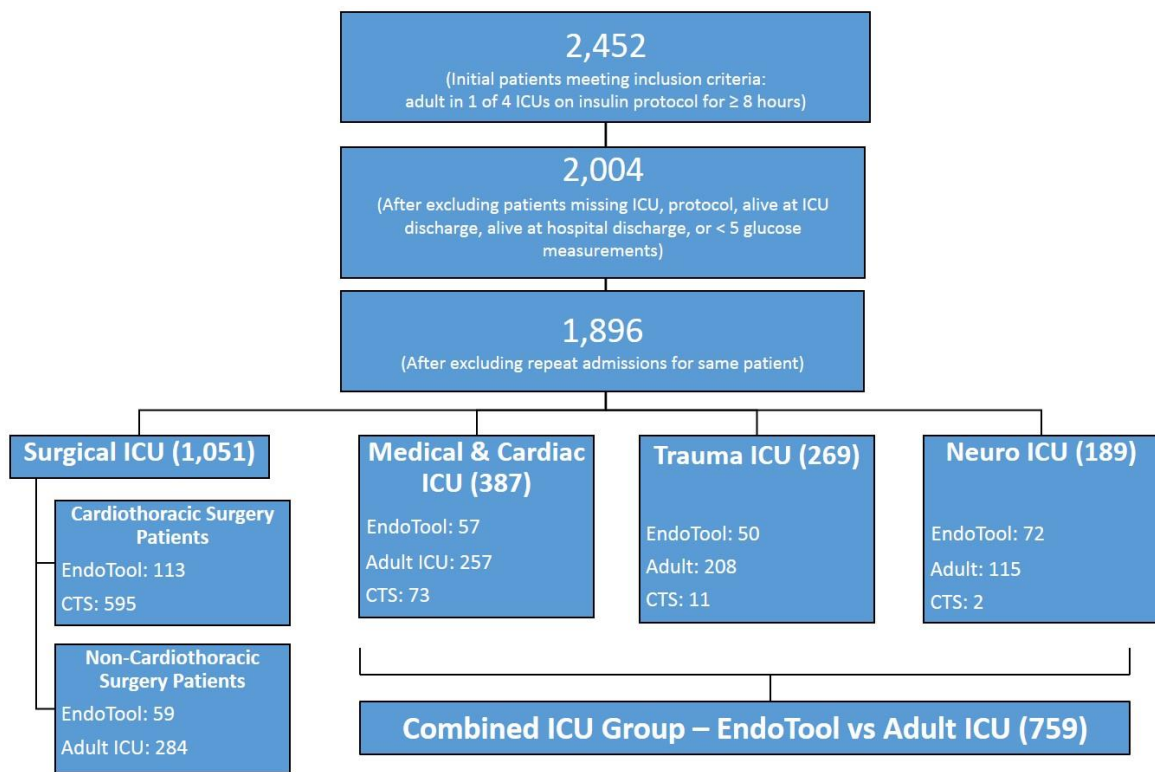 2,452
(Initial patients meeting inclusion criteria:
adult in 1 of 4 ICUs on insulin protocol for ≥ 8 hours)
2,004
(After excluding patients missing ICU, protocol, alive at ICU
discharge, alive at hospital discharge, or < 5 glucose
measurements)
1,896
(After excluding repeat admissions for same patient)
Surgical ICU (1,051)
Cardiothoracic Surgery
Patients
EndoTool: 113
CTS: 595
Non-Cardiothoracic
Surgery Patients
EndoTool: 59
Adult ICU: 284
Medical & Cardiac
ICU (387)
EndoTool: 57
Adult ICU: 257
CTS: 73
Trauma ICU (269)
EndoTool: 50
Adult: 208
CTS: 11
Neuro ICU (189)
EndoTool: 72
Adult: 115
CTS: 2
Combined ICU Group – EndoTool vs Adult ICU (759)